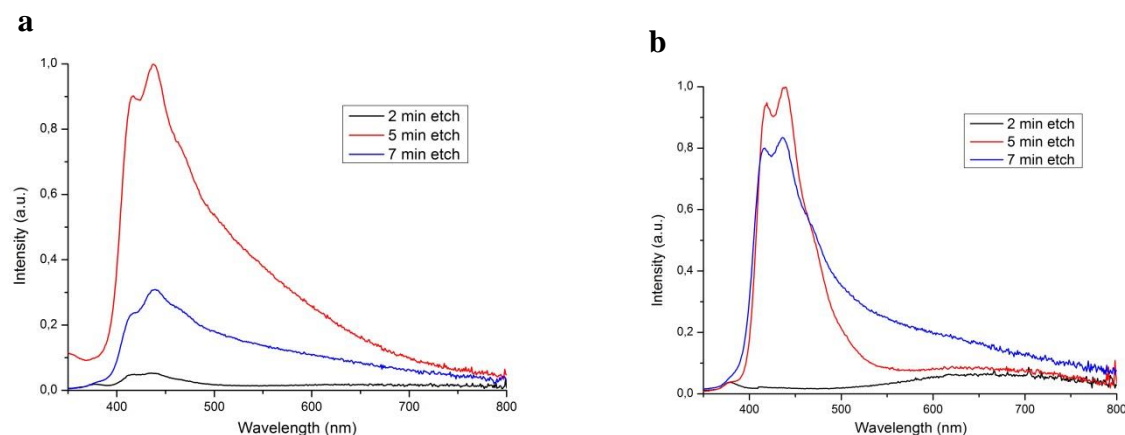 a
1,0
0,8
0,6
0,4
0,2
0,0
Intensity (a.u.)
2 min etch
5 min etch
7 min etch
400 500 600 700 800
Wavelength (nm)
b
1,0
0,8
0,6
0,4
0,2
0,0
Intensity (a.u.)
2 min etch
5 min etch
7 min etch
400 500 600 700 800
Wavelength (nm)